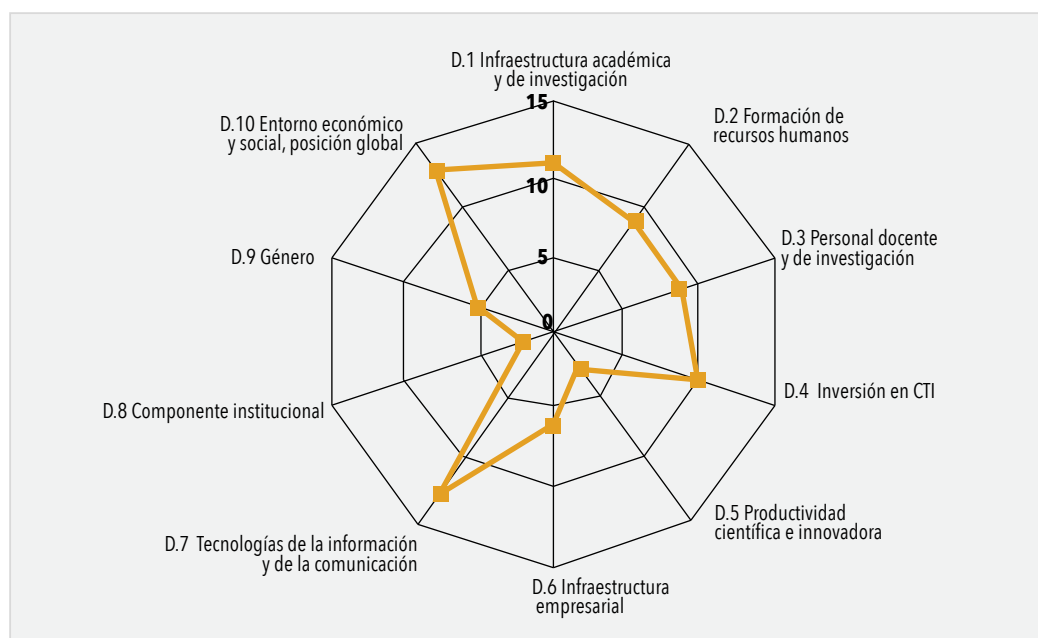 D.1 Infraestructura académica
y de investigación
15
D.2 Formación de
recursos humanos
D.10 Entorno económico
y social, posición global
10
D.3 Personal docente
y de investigación
D.9 Género
5
0
D.4 Inversión en CTI
D.8 Componente institucional
D.5 Productividad
científica e innovadora
D.7 Tecnologías de la información
y de la comunicación
D.6 Infraestructura
empresarial